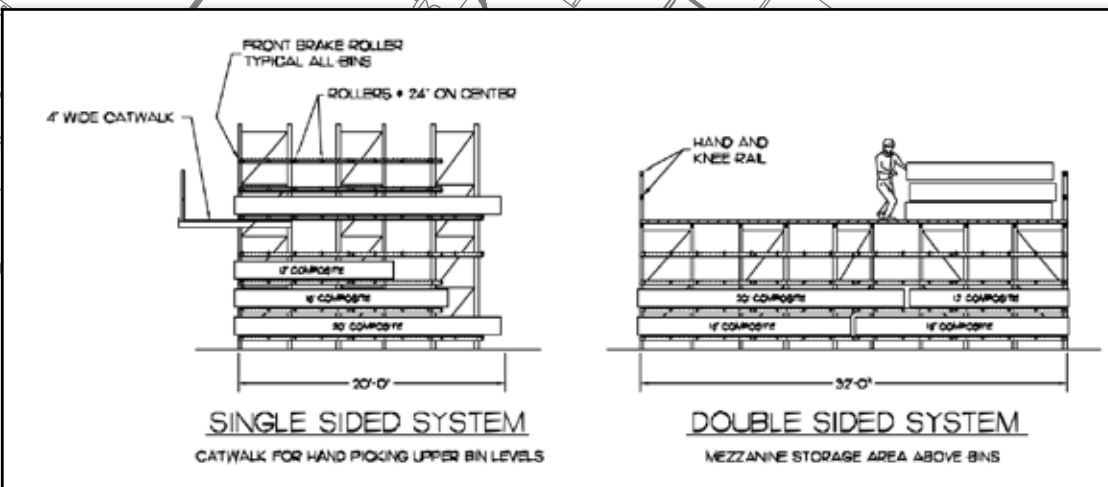 FRONT BRAKE ROLLER
TYPICAL ALL BINS
ROLLERS @ 24" ON CENTER
4' WIDE CATWALK
12' COMPOSITE
16' COMPOSITE
20' COMPOSITE
20'-0"
SINGLE SIDED SYSTEM
CATWALK FOR HAND PICKING UPPER BIN LEVELS
HAND AND
KNEE RAIL
20' COMPOSITE
12' COMPOSITE
16' COMPOSITE
16' COMPOSITE
32'-0"
DOUBLE SIDED SYSTEM
MEZZANINE STORAGE AREA ABOVE BINS